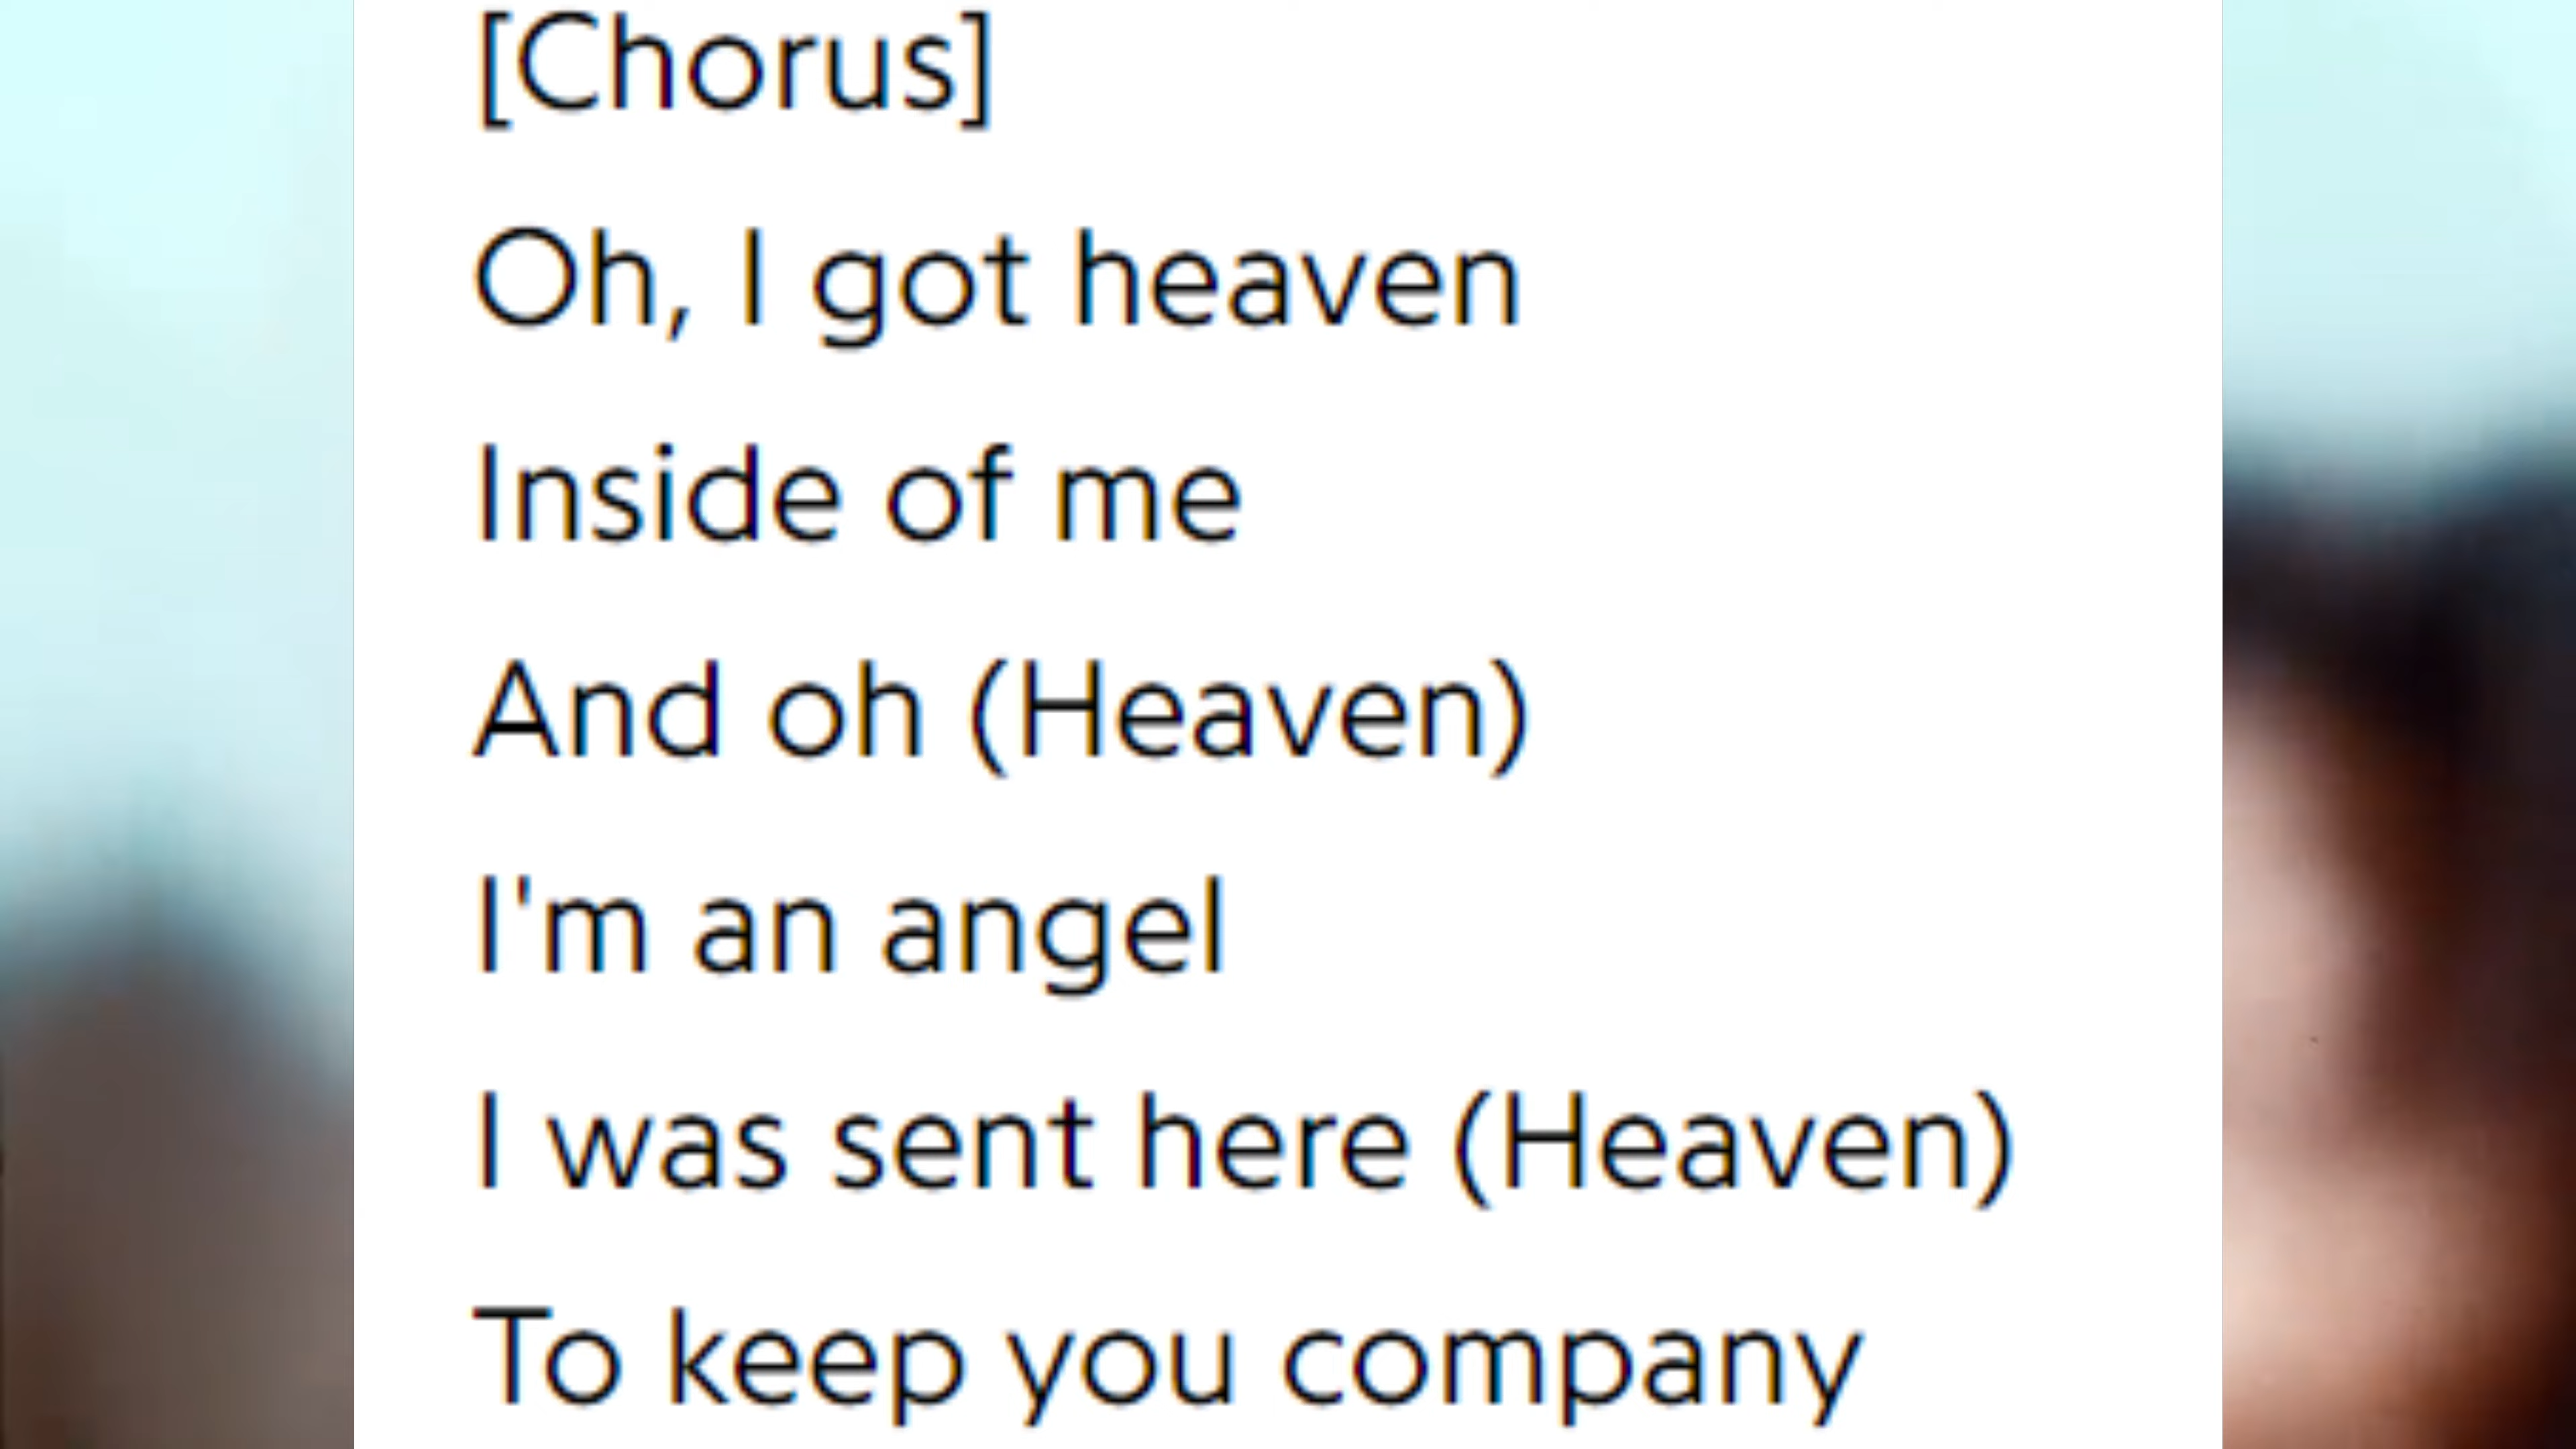 [Chorus]
Oh, I got heaven
Inside of me
And oh (Heaven)
I'm an angel
I was sent here (Heaven)
To keep you company